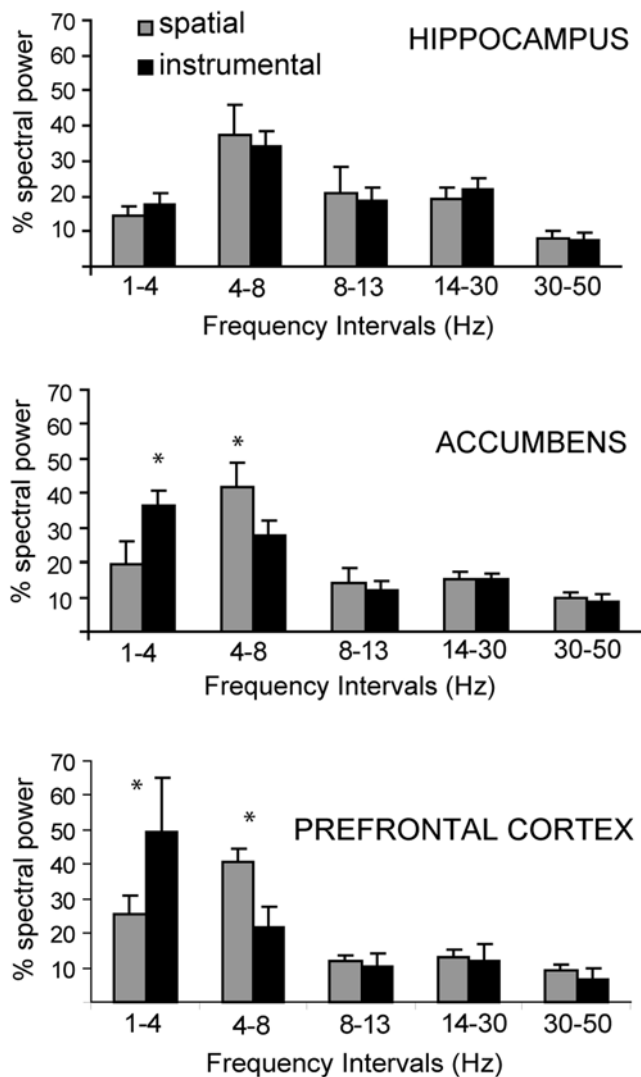 70
spatial
HIPPOCAMPUS
60
instrumental
50
40
30
20
10
% spectral power
1-4 4-8 8-13 14-30 30-50
Frequency Intervals (Hz)
70
60
*
*
ACCUMBENS
50
40
30
20
10
% spectral power
1-4 4-8 8-13 14-30 30-50
Frequency Intervals (Hz)
70
*
60
*
PREFRONTAL CORTEX
50
40
30
20
10
% spectral power
1-4 4-8 8-13 14-30 30-50
Frequency Intervals (Hz)